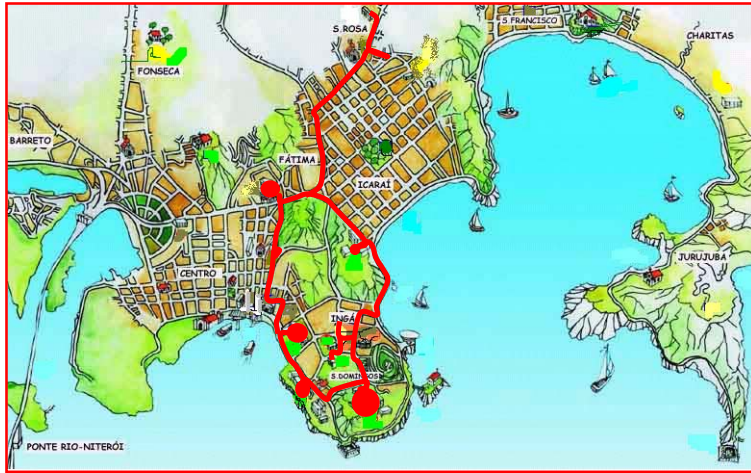 S.FRANCISCO
S.ROSA
CHARITAS
FONSECA
BARRETO
FÁTIMA
ICARAÍ
CENTRO
JURUJUBA
INGÁ
S.DOMINGOS
PONTE RIO-NITERÓI